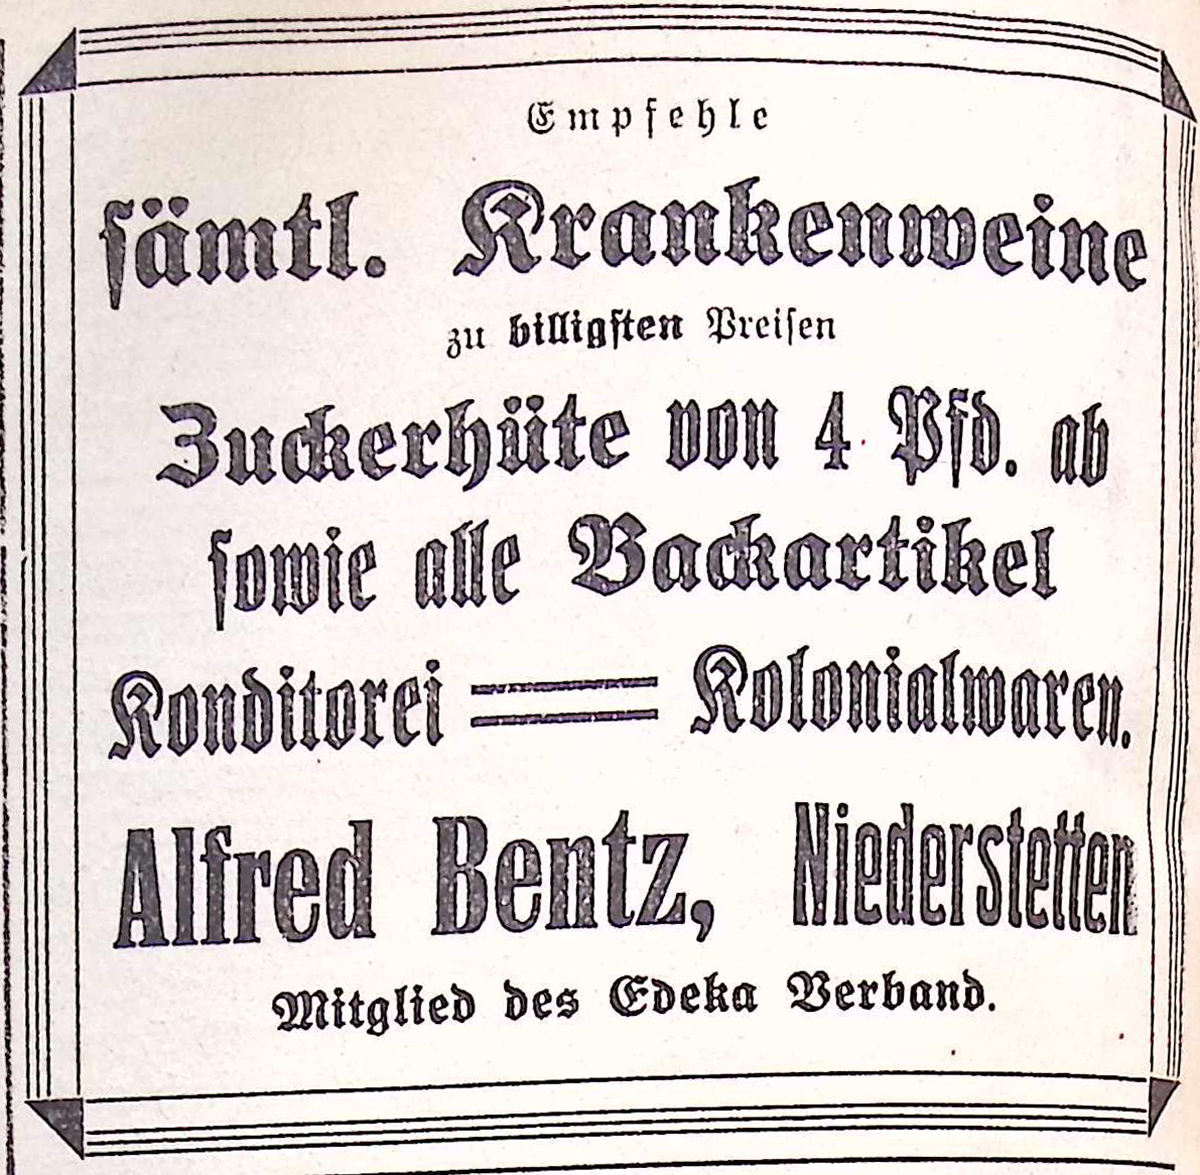 Empfehle
sämtl. Krankenweine
zu billigsten Preisen
Zuckerhüte von 4 Pfd. ab
sowie alle Backartikel
Konditorei Kolonialwaren.
Alfred Bentz, Niederstetten
Mitglied des Edeka Verband.